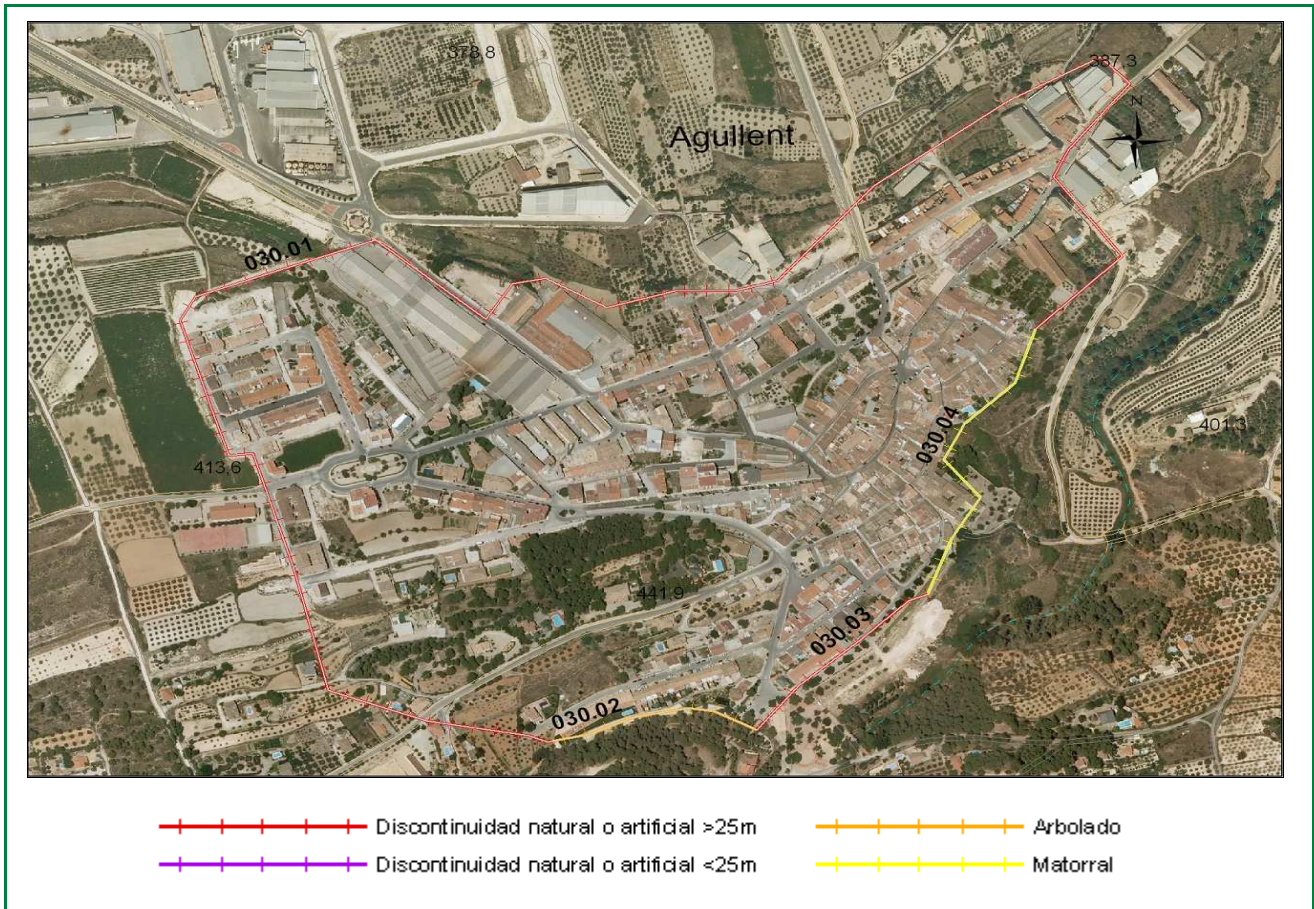 378,8
387,3
N
Agullent
030.01
030.04
401,3
413,6
441,9
030.03
030.02
Discontinuidad natural o artificial >25m
Arbolado
Discontinuidad natural o artificial <25m
Matorral